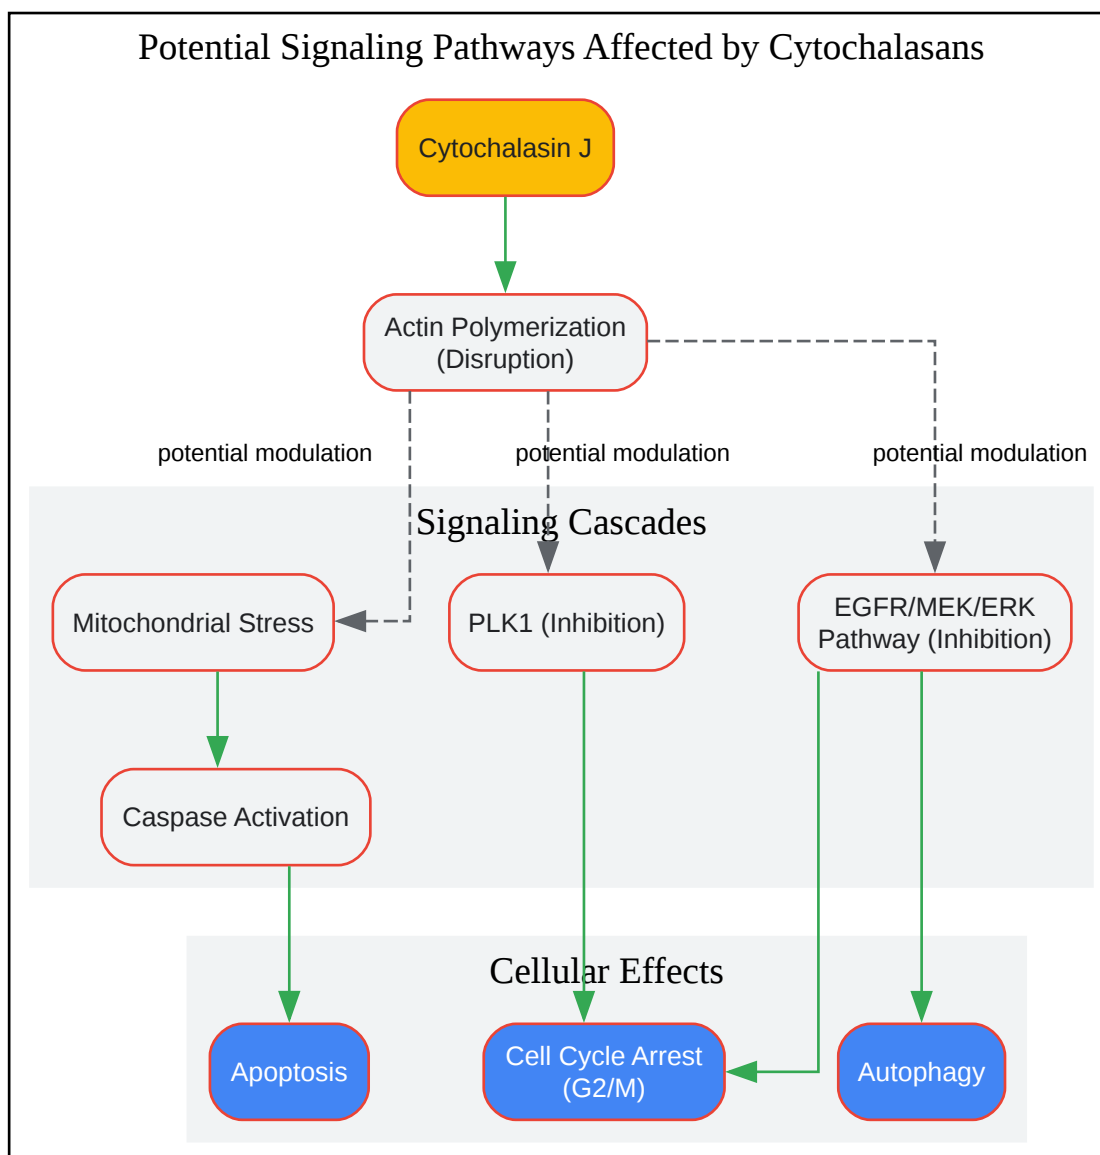 Potential Signaling Pathways Affected by Cytochalasans
Cytochalasin J
Actin Polymerization
(Disruption)
potential modulation
potential modulation
potential modulation
Signaling Cascades
Mitochondrial Stress
PLK1 (Inhibition)
EGFR/MEK/ERK
Pathway (Inhibition)
Caspase Activation
Cellular Effects
Apoptosis
Cell Cycle Arrest
(G2/M)
Autophagy